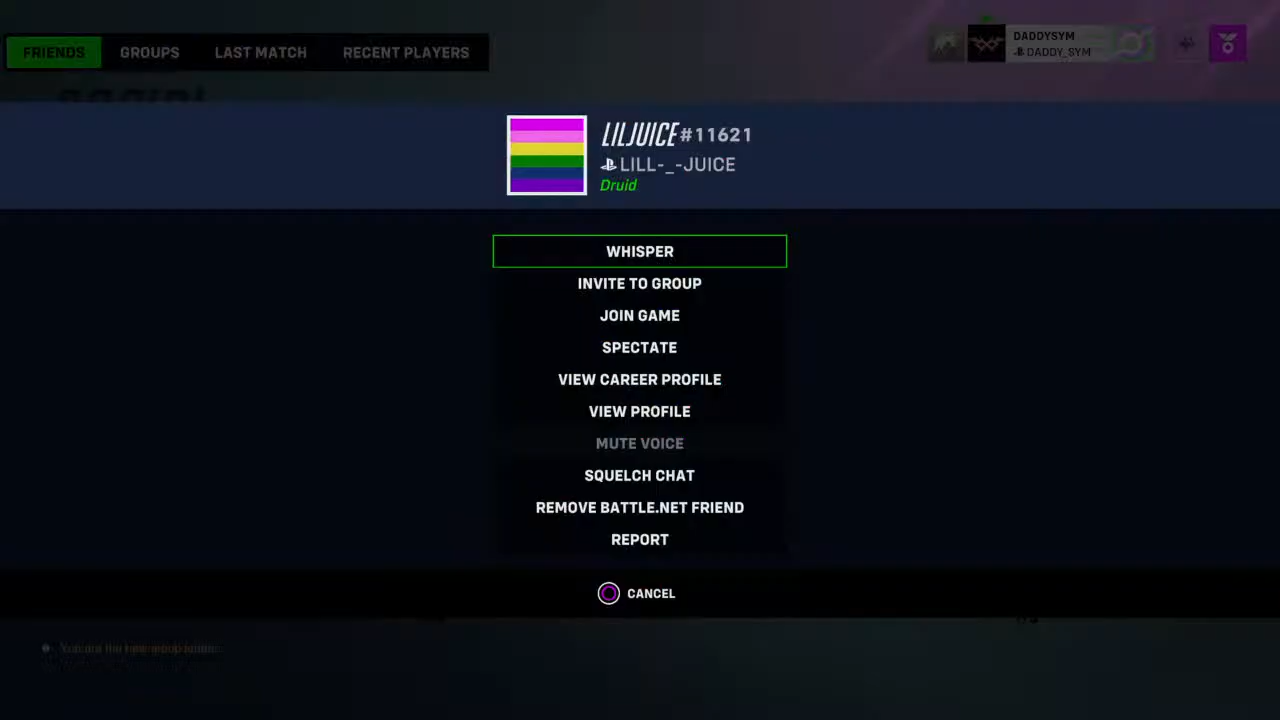 FRIENDS GROUPS LAST MATCH RECENT PLAYERS
DADDYSYM
DADDY_SYM
LILJUICE#11621
LILL-_-JUICE
Druid
WHISPER
INVITE TO GROUP
JOIN GAME
SPECTATE
VIEW CAREER PROFILE
VIEW PROFILE
MUTE VOICE
SQUELCH CHAT
REMOVE BATTLE.NET FRIEND
REPORT
CANCEL